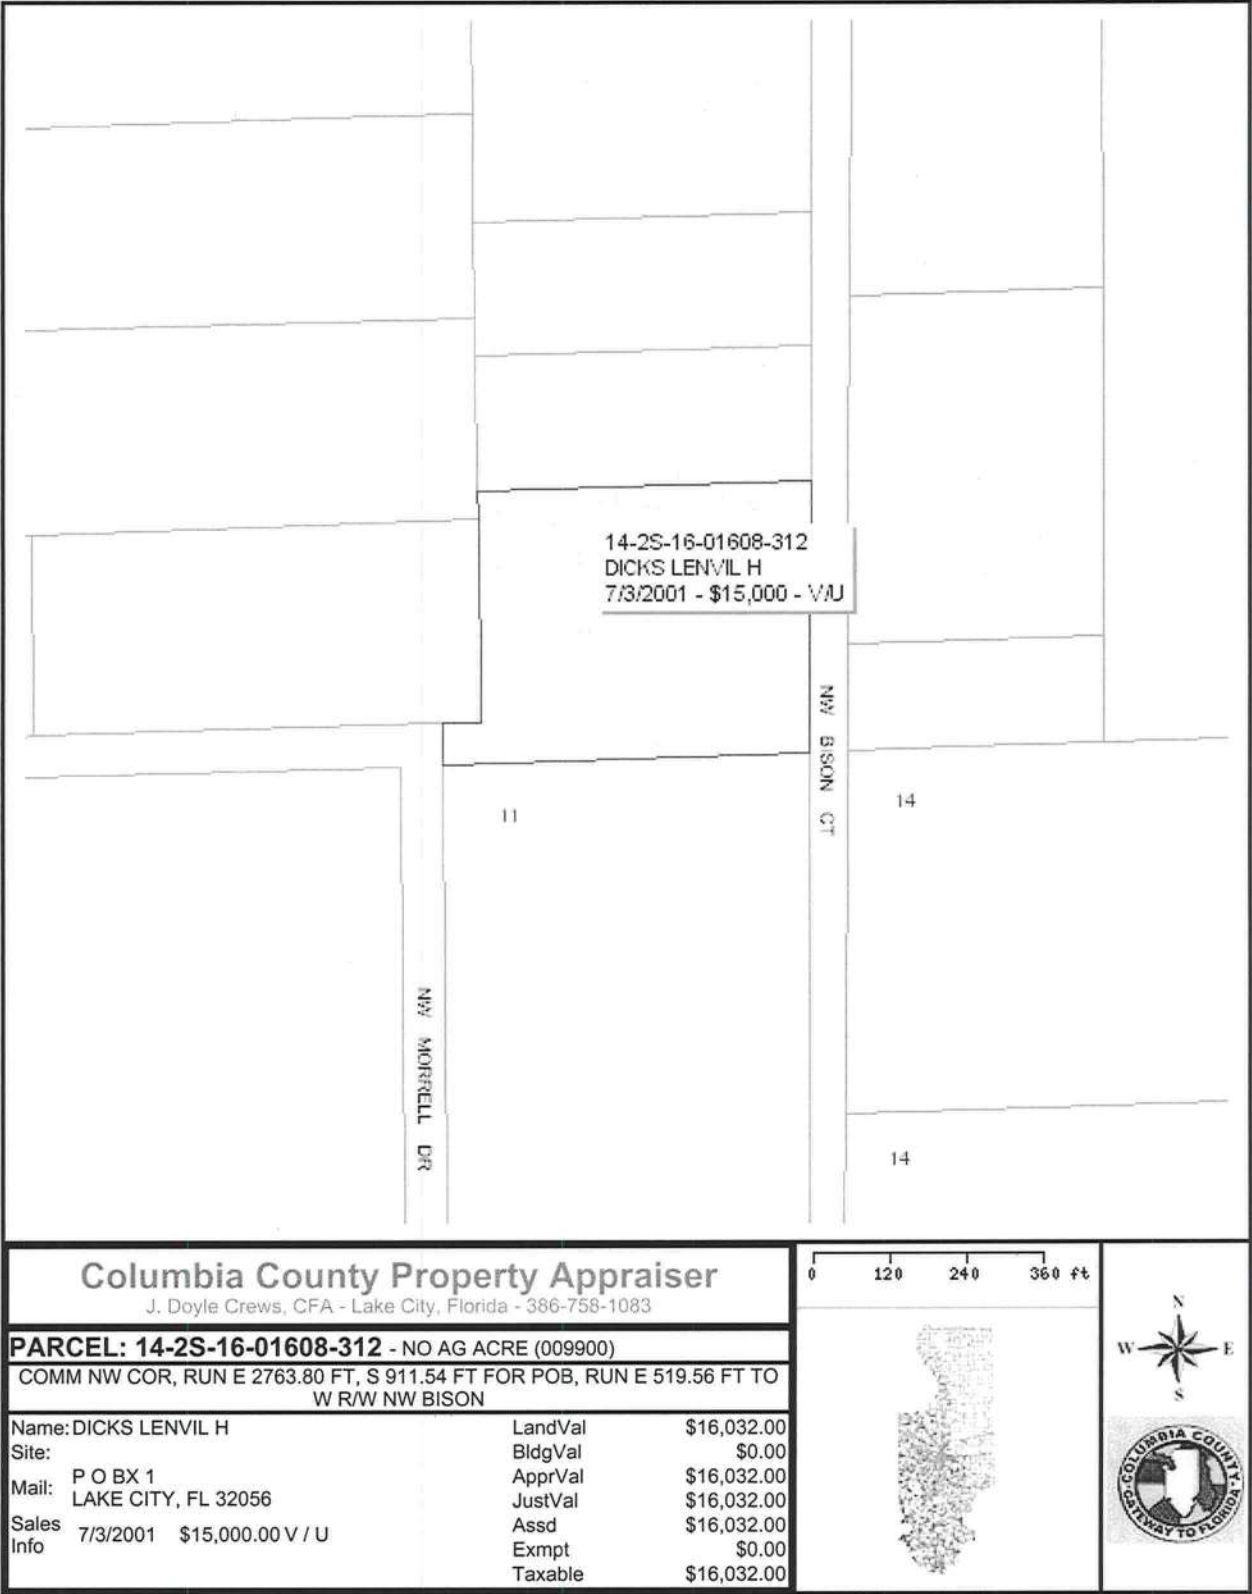 14-2S-16-01608-312
DICKS LENVIL H
7/3/2001 - $15,000 - V/U
NW BISON CT
11
14
NW MORRELL DR
14
Columbia County Property Appraiser
J. Doyle Crews, CFA - Lake City, Florida - 386-758-1083
PARCEL: 14-2S-16-01608-312 - NO AG ACRE (009900)
COMM NW COR, RUN E 2763.80 FT, S 911.54 FT FOR POB, RUN E 519.56 FT TO
W R/W NW BISON
Name: DICKS LENVIL H
Site:
Mail: P O BX 1
LAKE CITY, FL 32056
Sales Info 7/3/2001 $15,000.00 V / U
LandVal $16,032.00
BldgVal $0.00
ApprVal $16,032.00
JustVal $16,032.00
Assd $16,032.00
Exmpt $0.00
Taxable $16,032.00
0 120 240 360 ft
N
W E
S
COLUMBIA COUNTY
GATEWAY TO FLORIDA